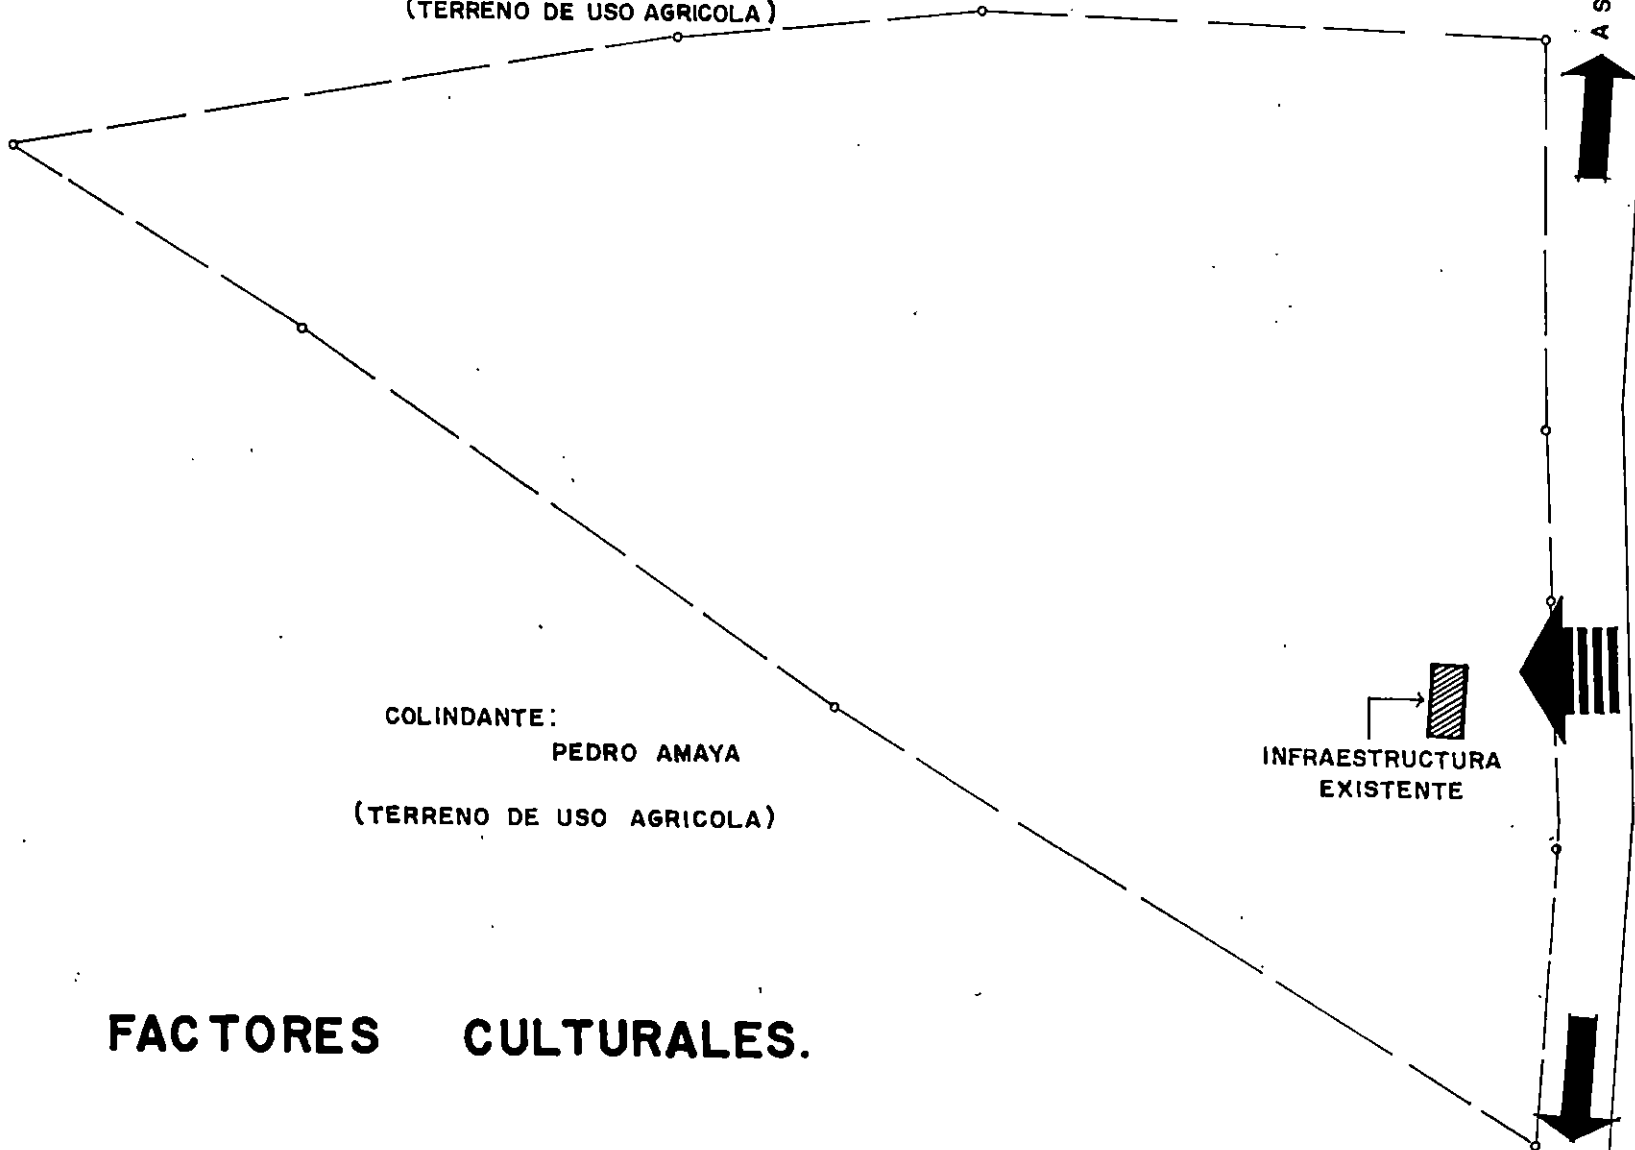 (TERRENO DE USO AGRICOLA)
A S
COLINDANTE:
PEDRO AMAYA
(TERRENO DE USO AGRICOLA)
INFRAESTRUCTURA
EXISTENTE
FACTORES CULTURALES.